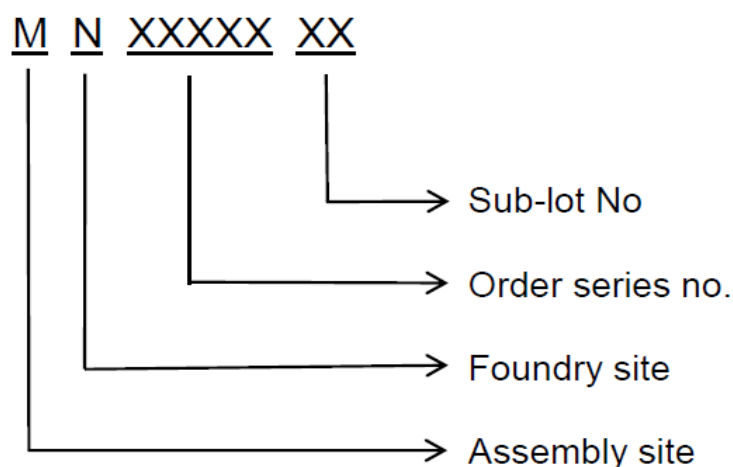 M N XXXXX XX
Sub-lot No
Order series no.
Foundry site
Assembly site